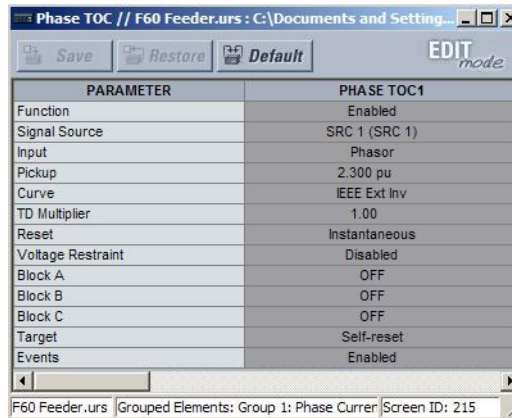 Phase TOC // F60 Feeder.urs : C:\Documents and Setting...
Save Restore Default EDIT mode
PARAMETER PHASE TOC1
Function Enabled
Signal Source SRC 1 (SRC 1)
Input Phasor
Pickup 2.300 pu
Curve IEEE Ext Inv
TD Multiplier 1.00
Reset Instantaneous
Voltage Restraint Disabled
Block A OFF
Block B OFF
Block C OFF
Target Self-reset
Events Enabled
F60 Feeder.urs Grouped Elements: Group 1: Phase Currer Screen ID: 215